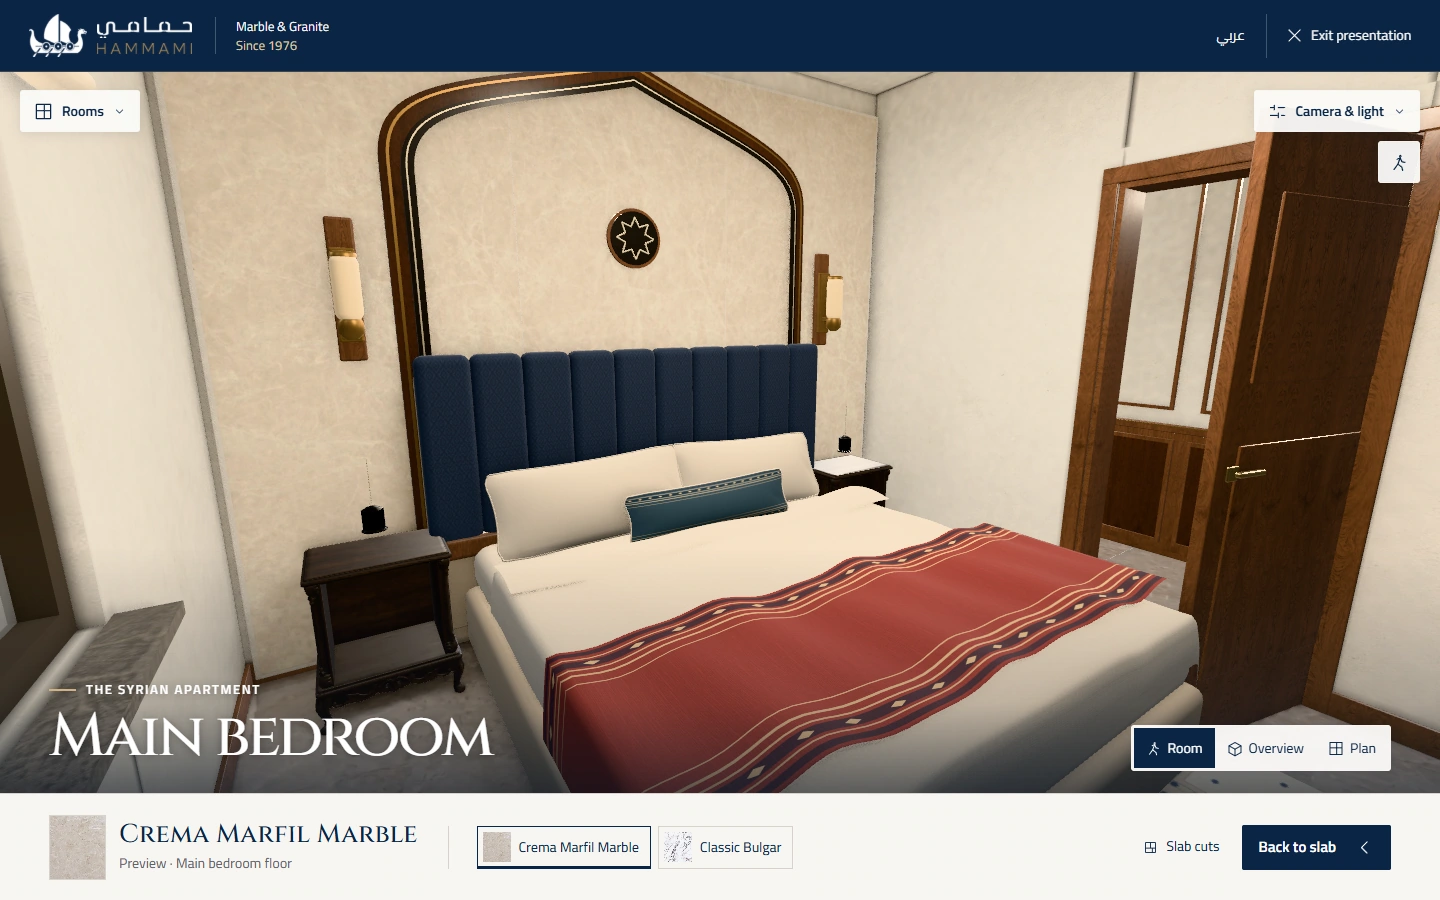 حمامي
HAMMAMI
Marble & Granite
Since 1976
عربي
Exit presentation
Rooms
Camera & light
THE SYRIAN APARTMENT
MAIN BEDROOM
Room
Overview
Plan
CREMA MARFIL MARBLE
Preview · Main bedroom floor
Crema Marfil Marble
Classic Bulgar
Slab cuts
Back to slab